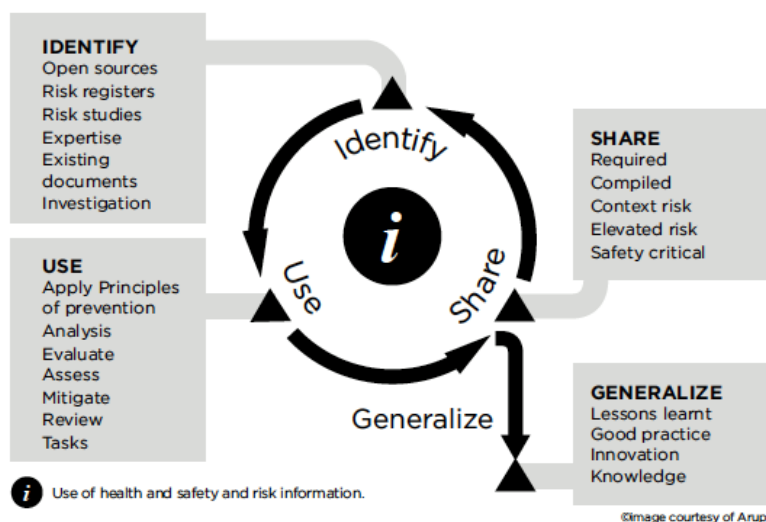 IDENTIFY
Open sources
Risk registers
Risk studies
Expertise
Existing
documents
Investigation
USE
Apply Principles
of prevention
Analysis
Evaluate
Assess
Mitigate
Review
Tasks
Identify
i
Use
Share
Generalize
SHARE
Required
Compiled
Context risk
Elevated risk
Safety critical
GENERALIZE
Lessons learnt
Good practice
Innovation
Knowledge
i Use of health and safety and risk information.
©image courtesy of Arup